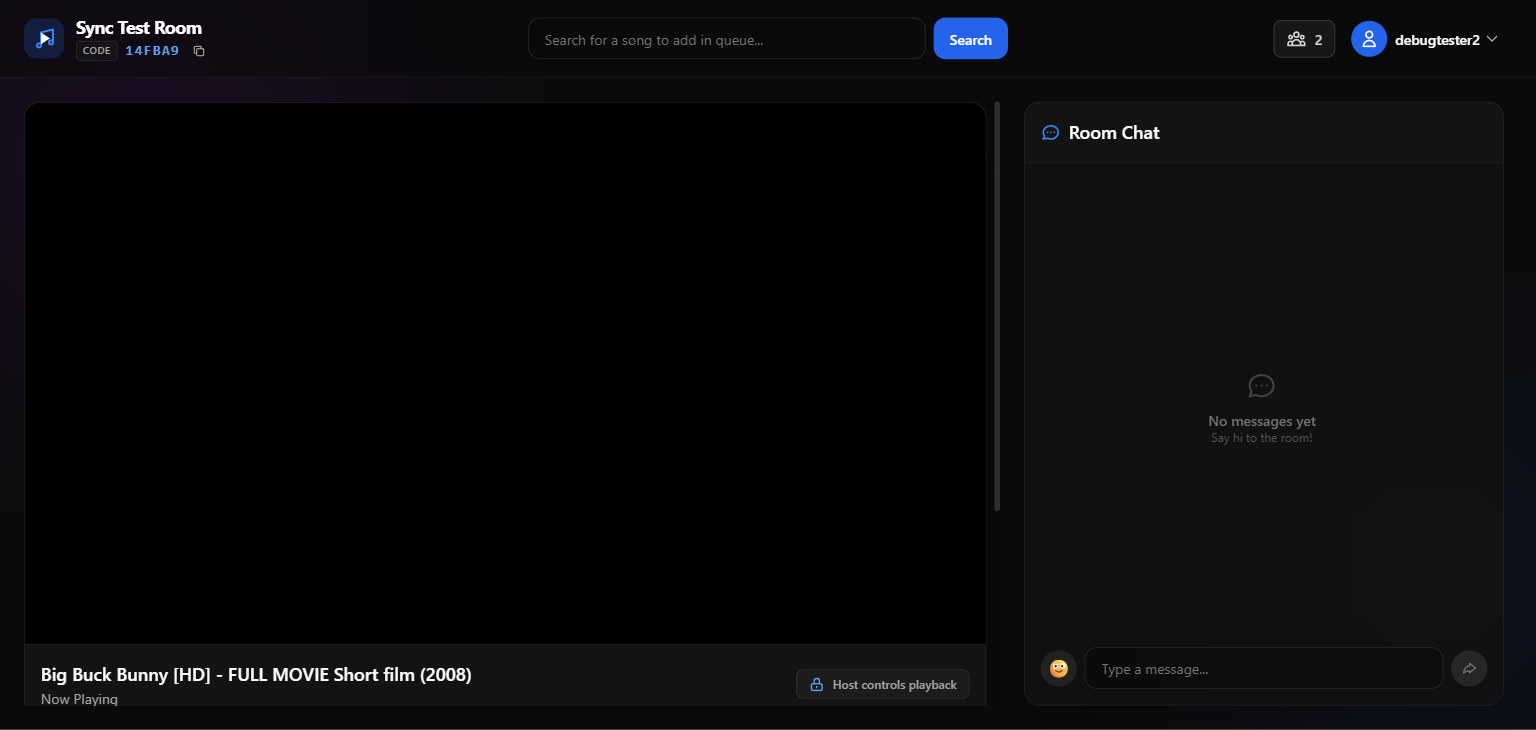 Sync Test Room
CODE 14FBA9
Search for a song to add in queue...
Search
2
debugtester2
Room Chat
No messages yet
Say hi to the room!
Big Buck Bunny [HD] - FULL MOVIE Short film (2008)
Now Playing
Host controls playback
Type a message...